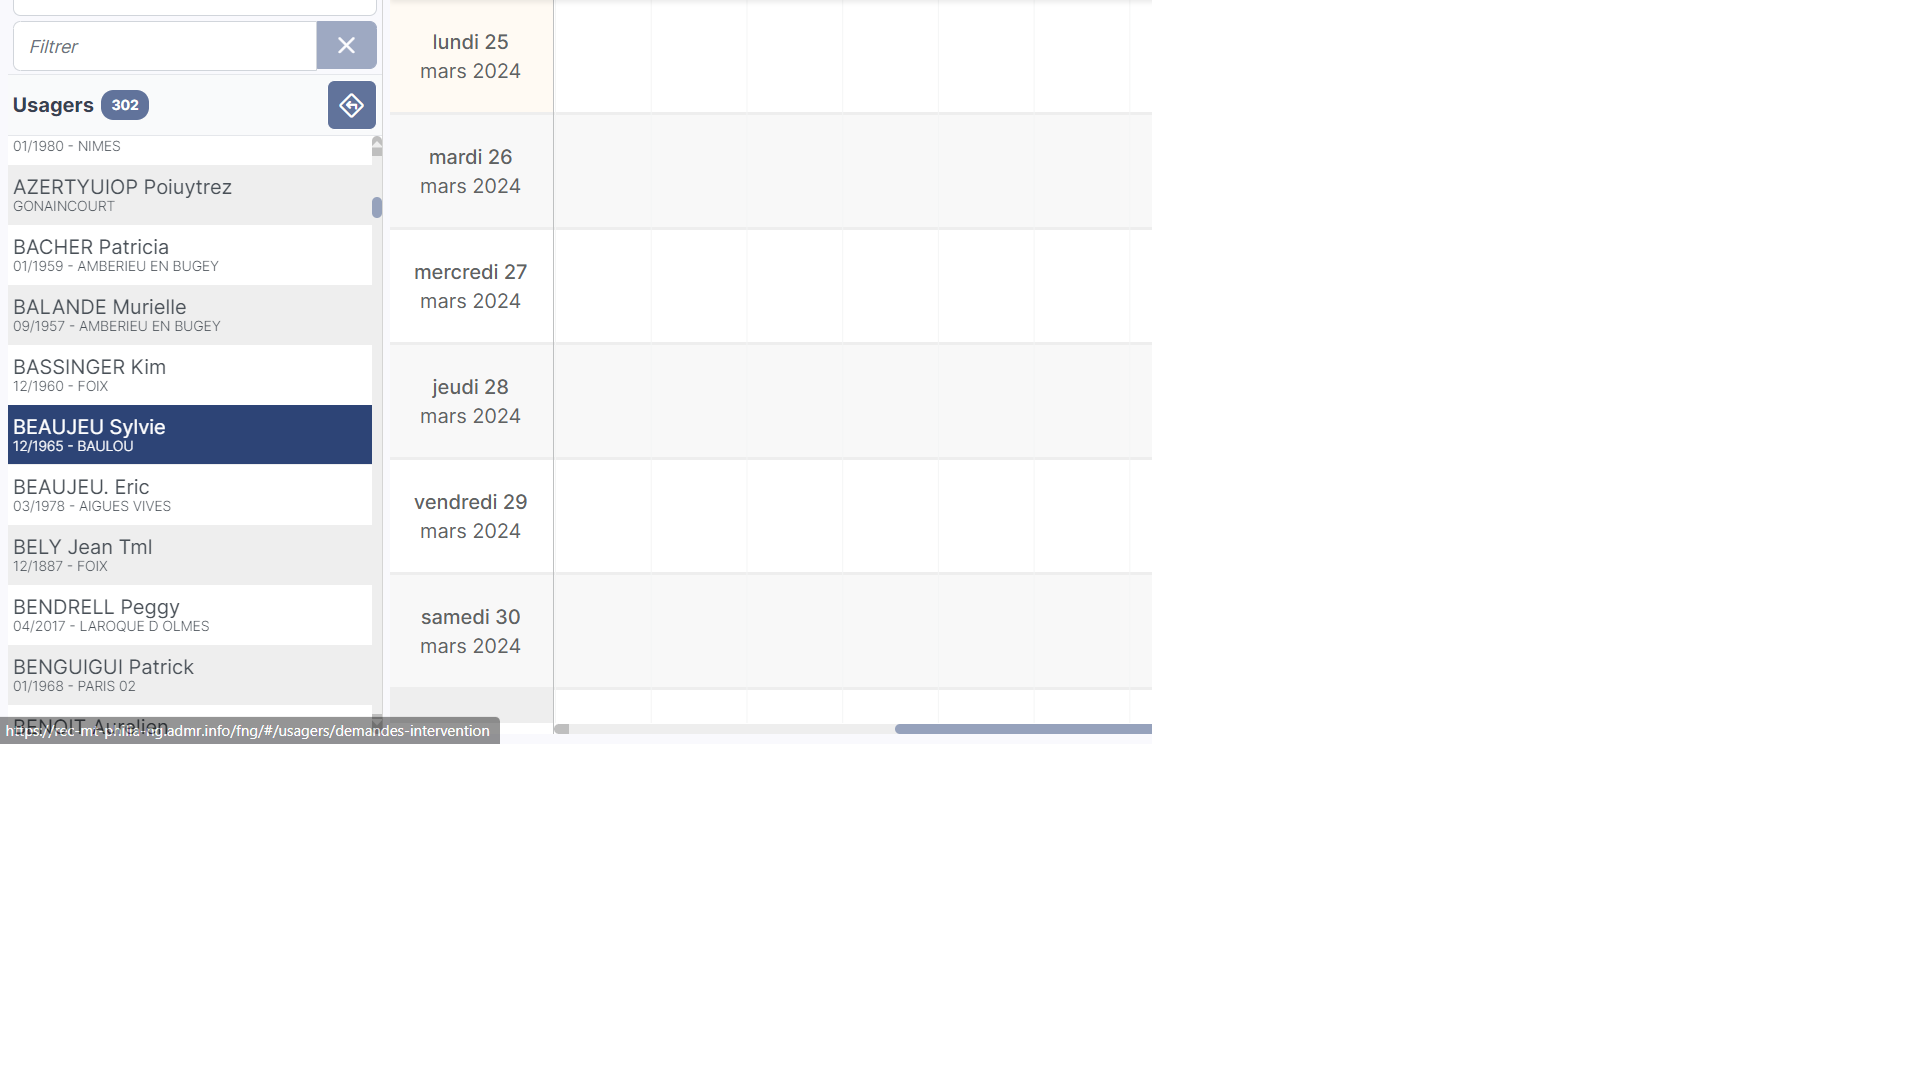 Filtrer
Usagers 302
01/1980 - NIMES
AZERTYUIOP Poiuytrez
GONAINCOURT
BACHER Patricia
01/1959 - AMBERIEU EN BUGEY
BALANDE Murielle
09/1957 - AMBERIEU EN BUGEY
BASSINGER Kim
12/1960 - FOIX
BEAUJEU Sylvie
12/1965 - BAULOU
BEAUJEU. Eric
03/1978 - AIGUES VIVES
BELY Jean Tml
12/1887 - FOIX
BENDRELL Peggy
04/2017 - LAROQUE D OLMES
BENGUIGUI Patrick
01/1968 - PARIS 02
BENOIT Aurelien
https://rec-mr-philia-ng.admr.info/fng/#/usagers/demandes-intervention
lundi 25
mars 2024
mardi 26
mars 2024
mercredi 27
mars 2024
jeudi 28
mars 2024
vendredi 29
mars 2024
samedi 30
mars 2024